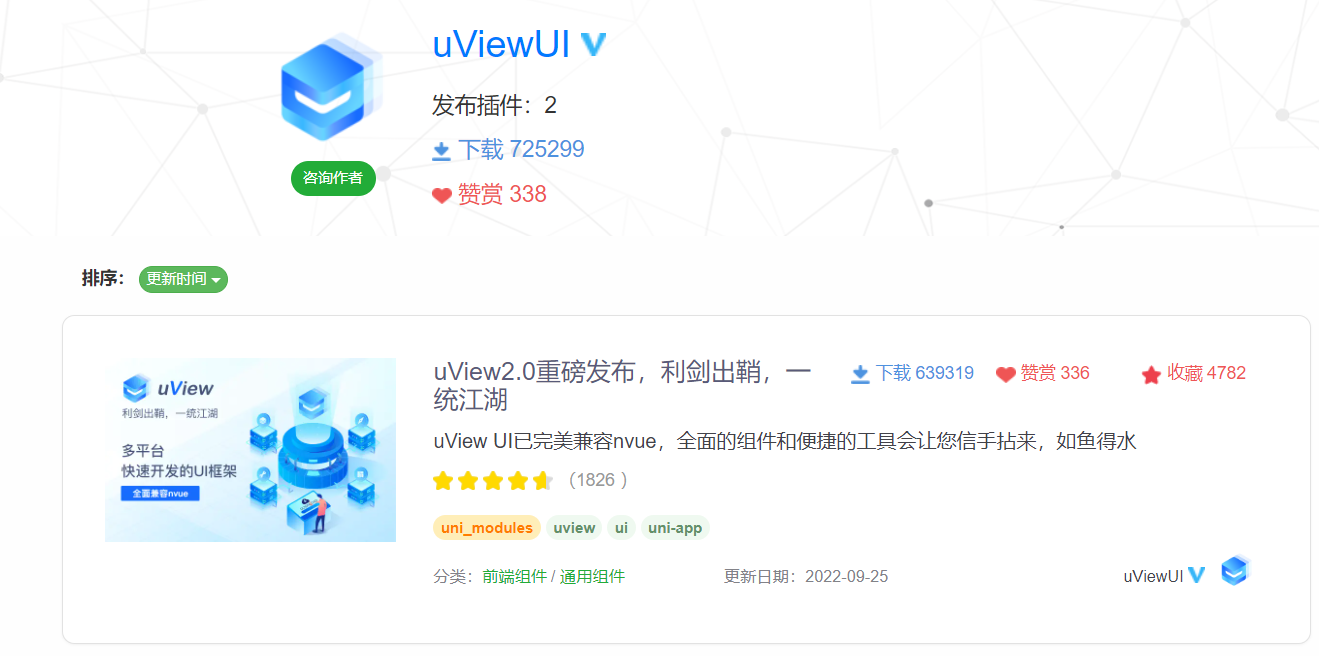 uViewUI
发布插件：2
下载 725299
咨询作者
赞赏 338
排序：
更新时间
uView
利剑出鞘，一统江湖
多平台
快速开发的UI框架
全面兼容nvue
uView2.0重磅发布，利剑出鞘，一
统江湖
下载 639319 赞赏 336 收藏 4782
uView UI已完美兼容nvue，全面的组件和便捷的工具会让您信手拈来，如鱼得水
（1826 ）
uni_modules uview ui uni-app
分类：前端组件 / 通用组件 更新日期：2022-09-25 uViewUI